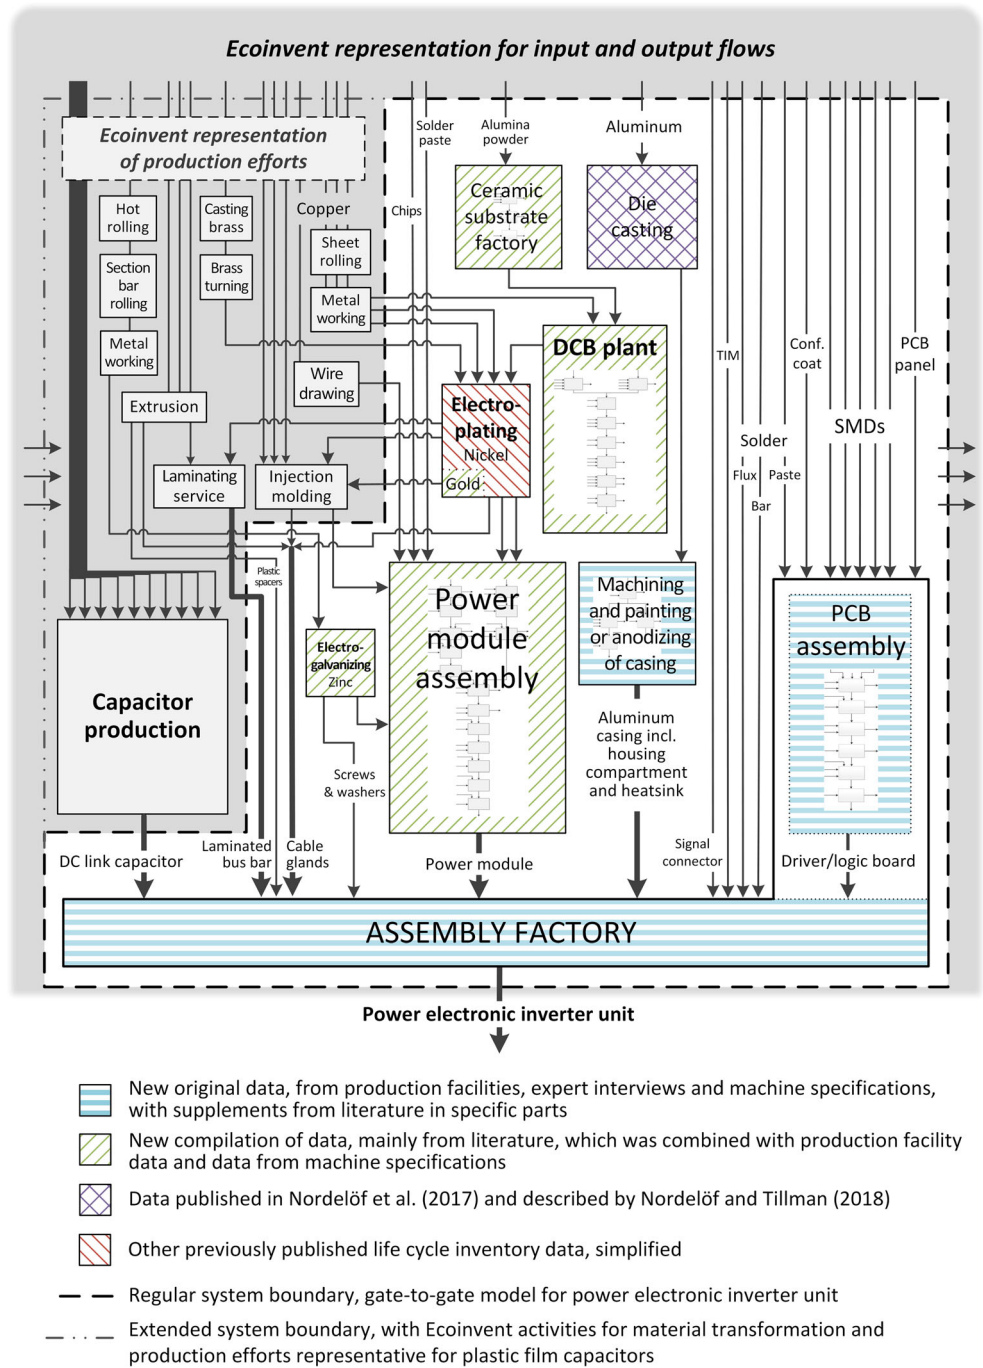 Ecoinvent representation for input and output flows
Ecoinvent representation
of production efforts
Solder
paste
Alumina
powder
Aluminum
Hot
rolling
Casting
brass
Copper
Chips
Ceramic
substrate
factory
Die
casting
Sheet
rolling
Section
bar
rolling
Brass
turning
Metal
working
Metal
working
DCB plant
TIM
Conf.
coat
PCB
panel
Wire
drawing
Extrusion
Electro-
plating
Nickel
Gold
SMDs
Solder
Flux
Paste
Bar
Laminating
service
Injection
molding
Plastic
spacers
Power
module
assembly
Machining
and painting
or anodizing
of casing
PCB
assembly
Electro-
galvanizing
Zinc
Capacitor
production
Aluminum
casing incl.
housing
compartment
and heatsink
Screws
& washers
DC link capacitor
Laminated
bus bar
Cable
glands
Power module
Signal
connector
Driver/logic board
ASSEMBLY FACTORY
Power electronic inverter unit
New original data, from production facilities, expert interviews and machine specifications,
with supplements from literature in specific parts
New compilation of data, mainly from literature, which was combined with production facility
data and data from machine specifications
Data published in Nordelöf et al. (2017) and described by Nordelöf and Tillman (2018)
Other previously published life cycle inventory data, simplified
Regular system boundary, gate-to-gate model for power electronic inverter unit
Extended system boundary, with Ecoinvent activities for material transformation and
production efforts representative for plastic film capacitors